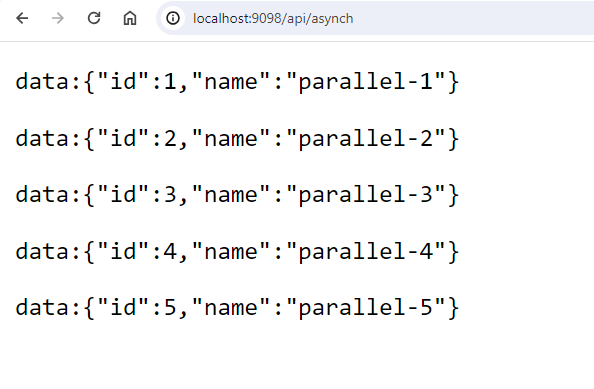 localhost:9098/api/asynch
data:{"id":1,"name":"parallel-1"}
data:{"id":2,"name":"parallel-2"}
data:{"id":3,"name":"parallel-3"}
data:{"id":4,"name":"parallel-4"}
data:{"id":5,"name":"parallel-5"}